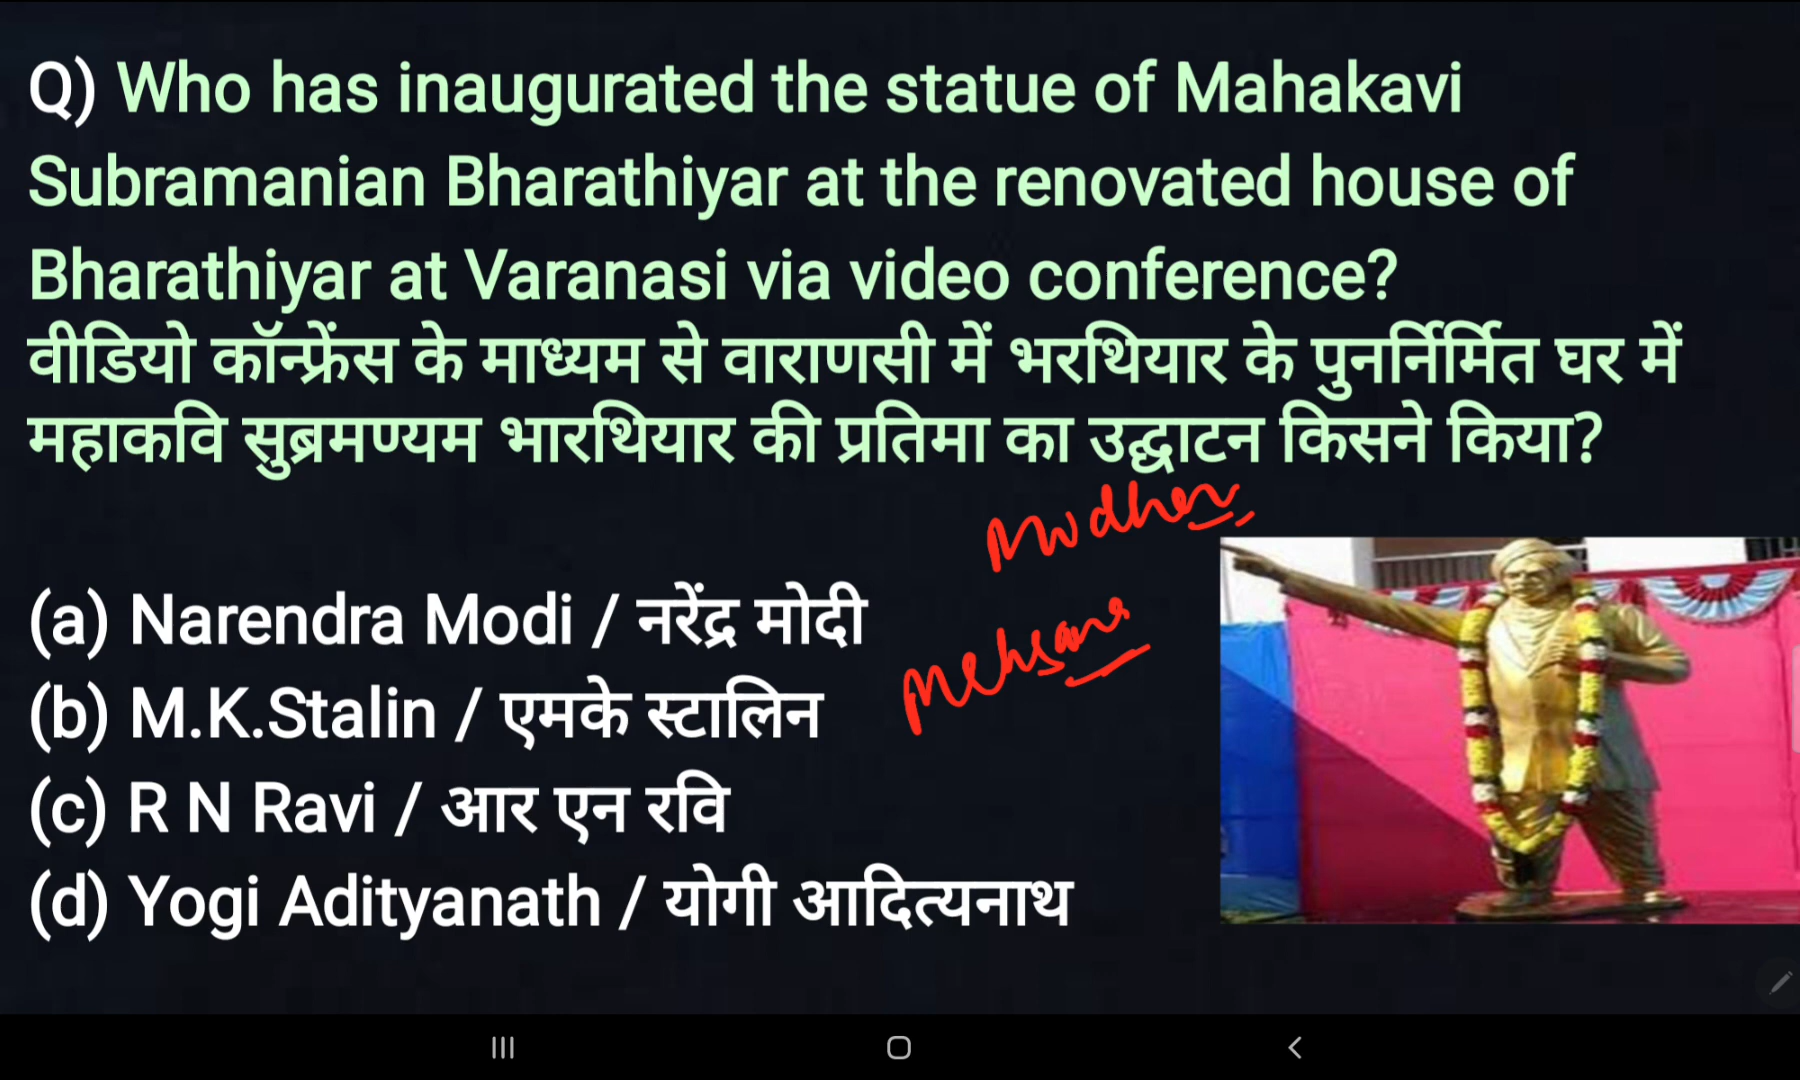 Q) Who has inaugurated the statue of Mahakavi
Subramanian Bharathiyar at the renovated house of
Bharathiyar at Varanasi via video conference?
वीडियो कॉन्फ्रेंस के माध्यम से वाराणसी में भरथियार के पुनर्निर्मित घर में
महाकवि सुब्रमण्यम भारथियार की प्रतिमा का उद्घाटन किसने किया?
(a) Narendra Modi / नरेंद्र मोदी
(b) M.K.Stalin / एमके स्टालिन
(c) R N Ravi / आर एन रवि
(d) Yogi Adityanath / योगी आदित्यनाथ
Mehsana